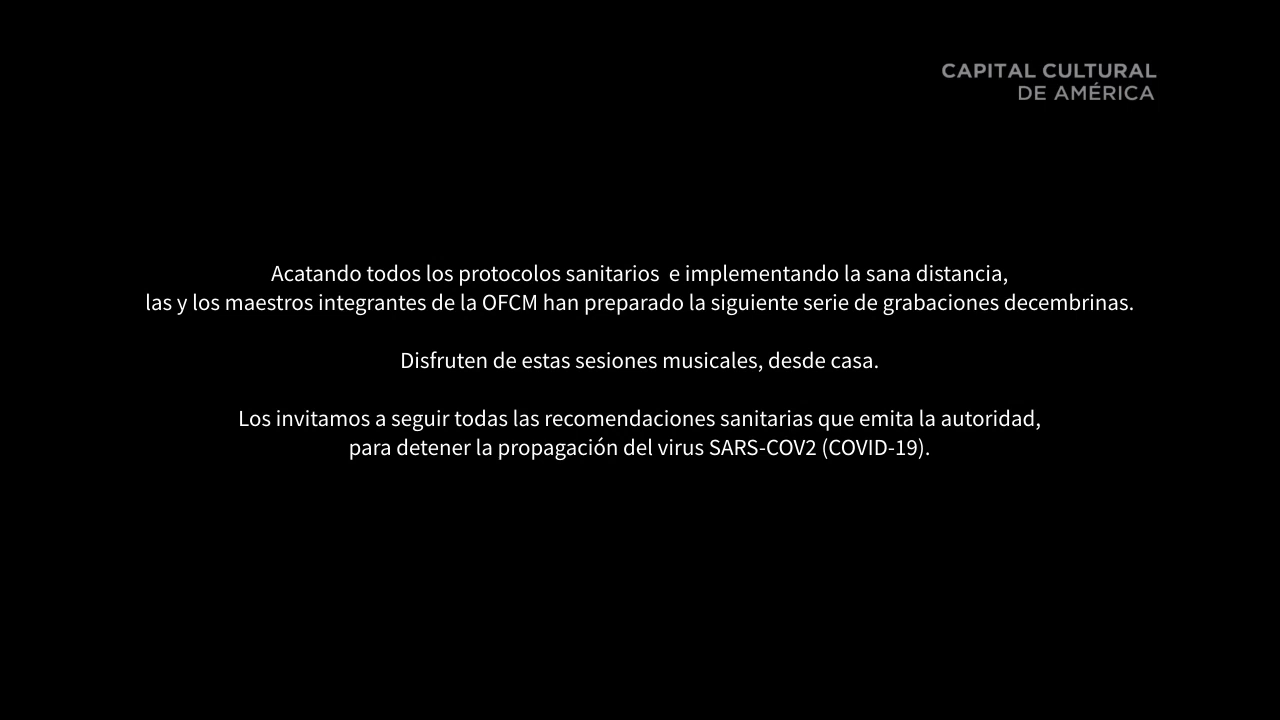 CAPITAL CULTURAL
DE AMÉRICA
Acatando todos los protocolos sanitarios  e implementando la sana distancia,
las y los maestros integrantes de la OFCM han preparado la siguiente serie de grabaciones decembrinas.
Disfruten de estas sesiones musicales, desde casa.
Los invitamos a seguir todas las recomendaciones sanitarias que emita la autoridad,
para detener la propagación del virus SARS-COV2 (COVID-19).